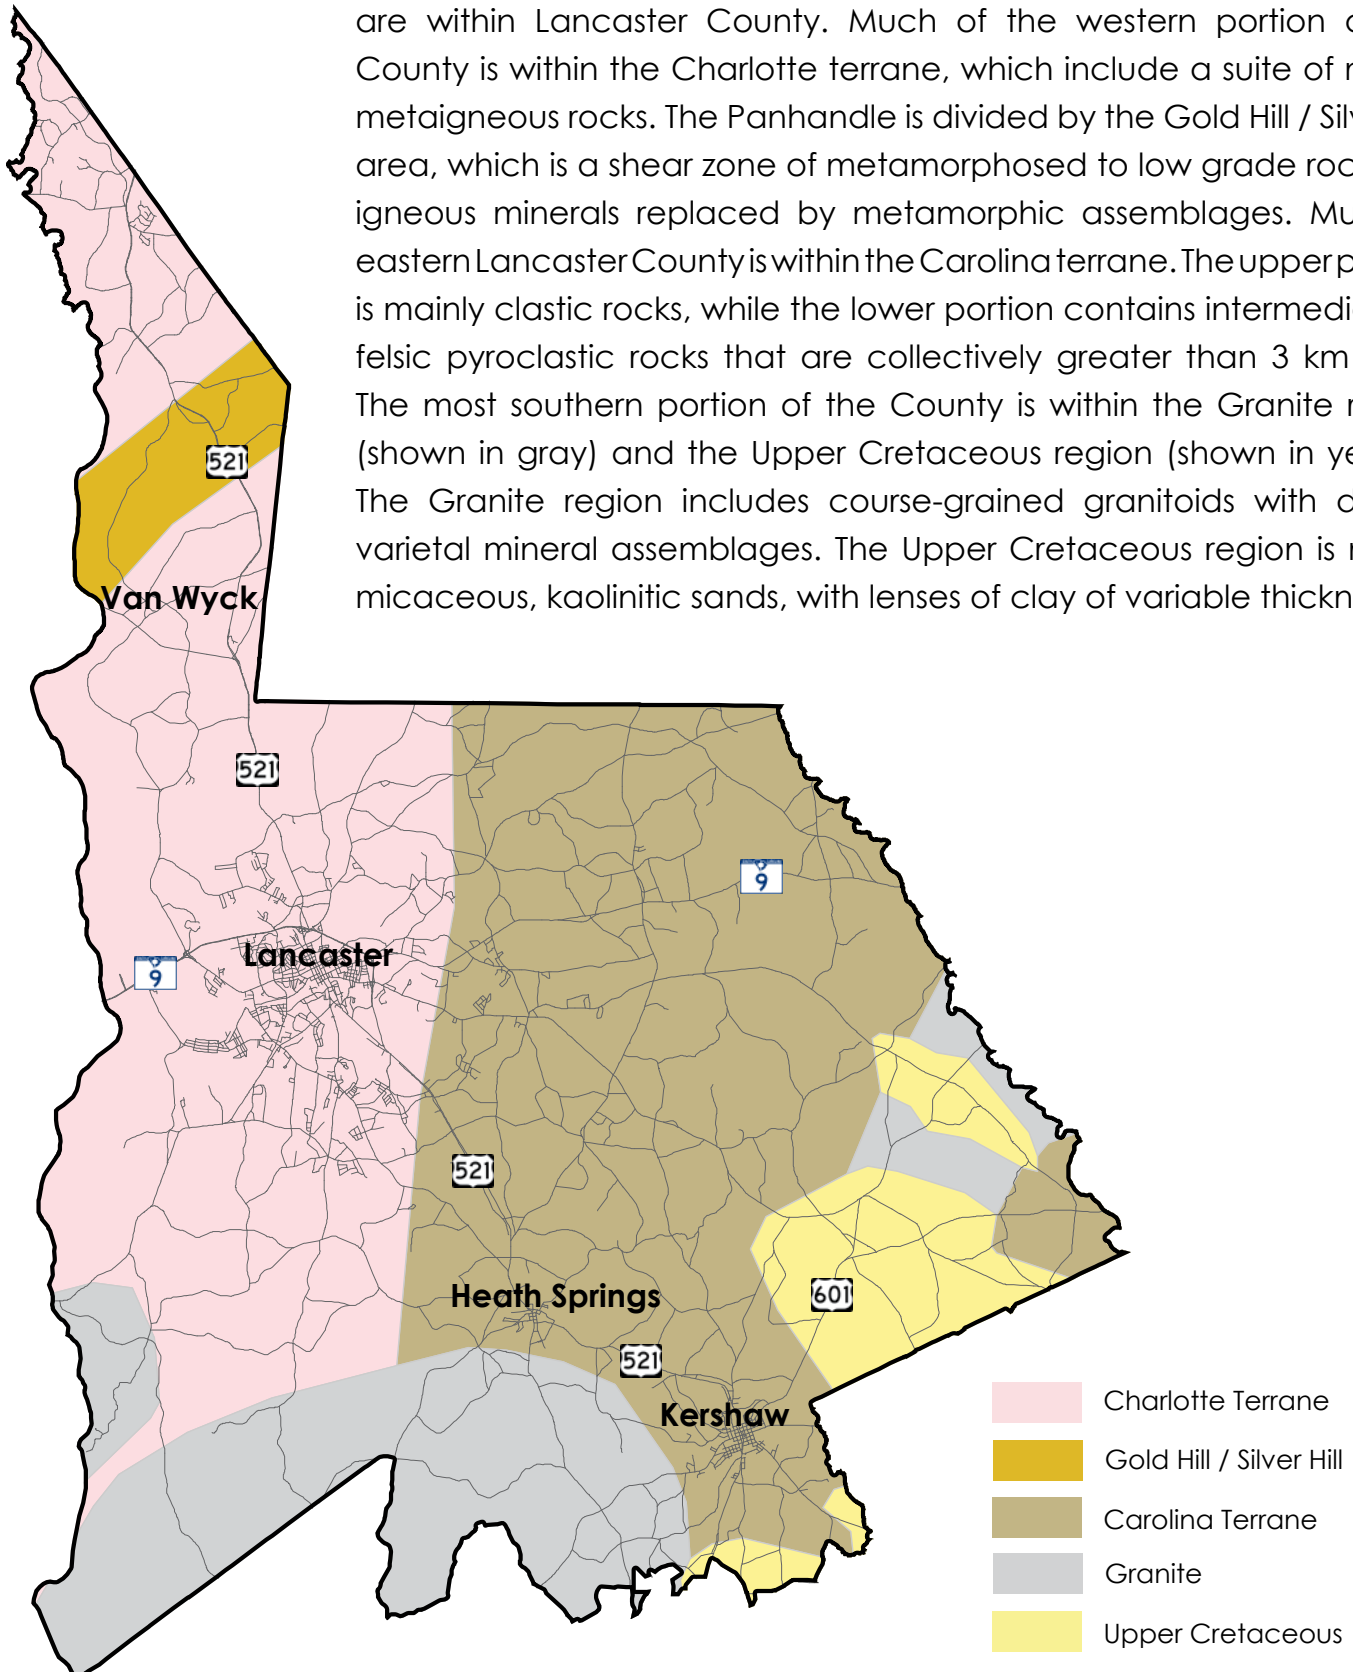 are within Lancaster County. Much of the western portion
County is within the Charlotte terrane, which include a suite of
metaigneous rocks. The Panhandle is divided by the Gold Hill /
area, which is a shear zone of metamorphosed to low grade
igneous minerals replaced by metamorphic assemblages.
eastern Lancaster County is within the Carolina terrane. The upper
is mainly clastic rocks, while the lower portion contains
felsic pyroclastic rocks that are collectively greater than 3 km
The most southern portion of the County is within the Granite
(shown in gray) and the Upper Cretaceous region (shown in
The Granite region includes course-grained granitoids with
varietal mineral assemblages. The Upper Cretaceous region is
micaceous, kaolinitic sands, with lenses of clay of variable
521
Van Wyck
521
9
Lancaster
9
521
Heath Springs
601
521
Kershaw
Charlotte Terrane
Gold Hill / Silver Hill
Carolina Terrane
Granite
Upper Cretaceous